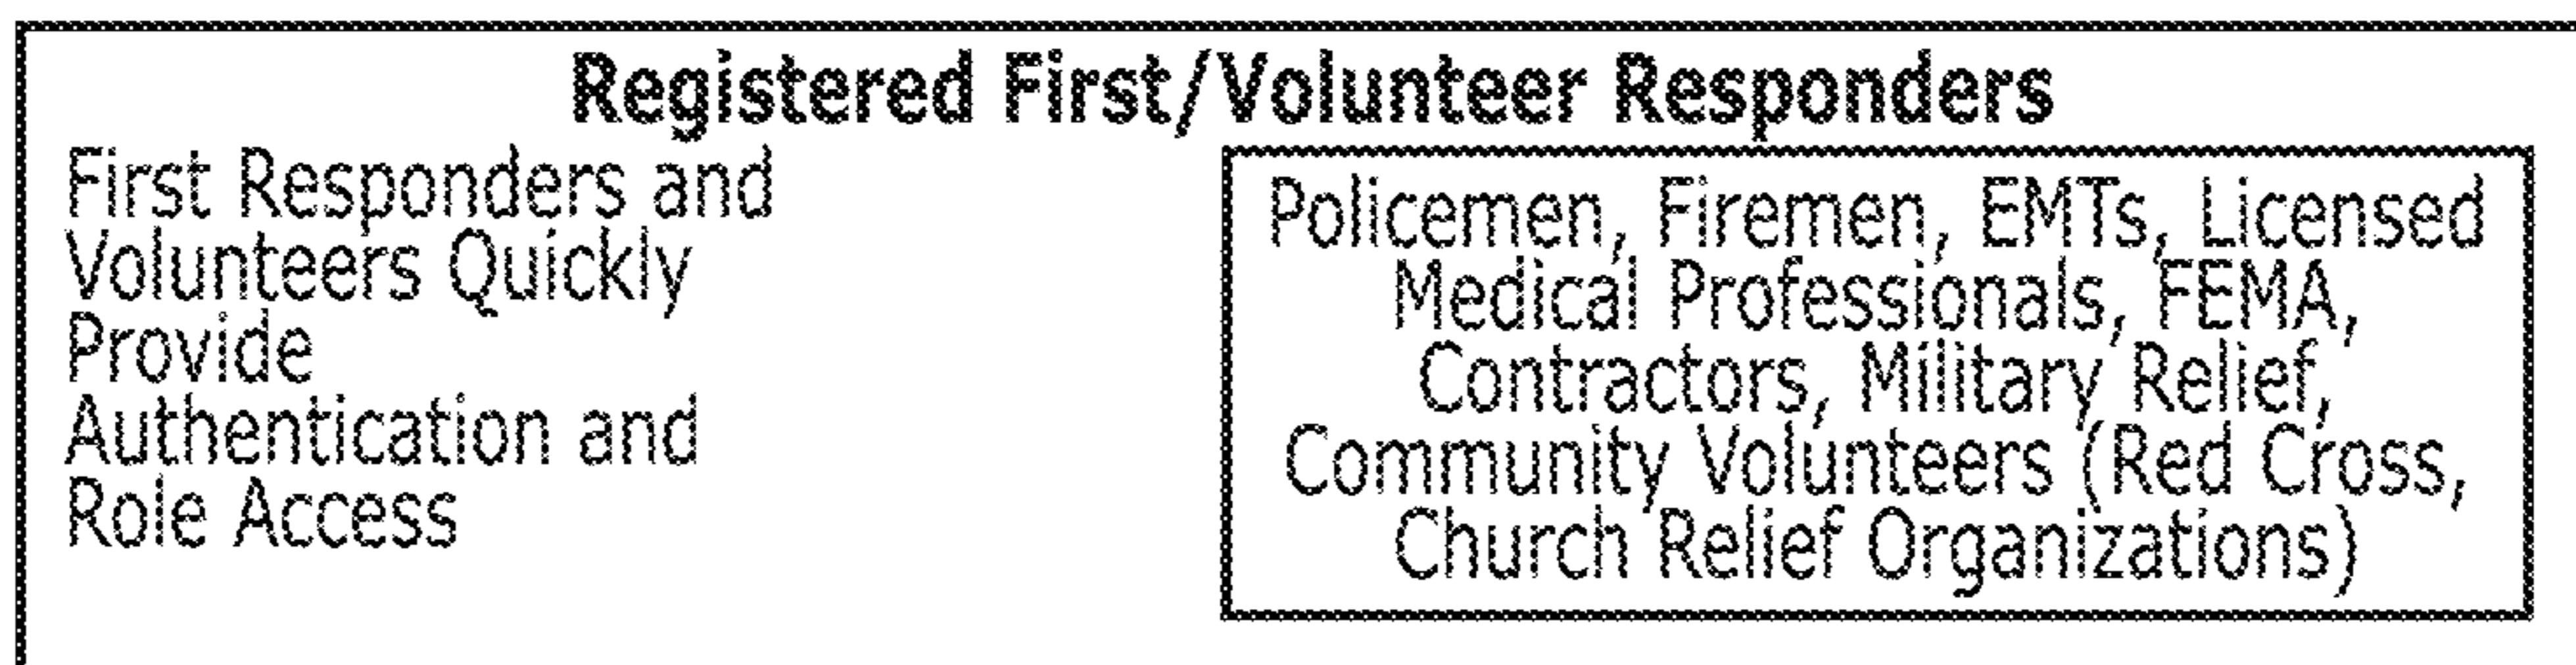 Registered First/Volunteer Responders
First Responders and
Volunteers Quickly
Provide
Authentication and
Role Access
Policemen, Firemen, EMTs, Licensed
Medical Professionals, FEMA,
Contractors, Military Relief,
Community Volunteers (Red Cross,
Church Relief Organizations)